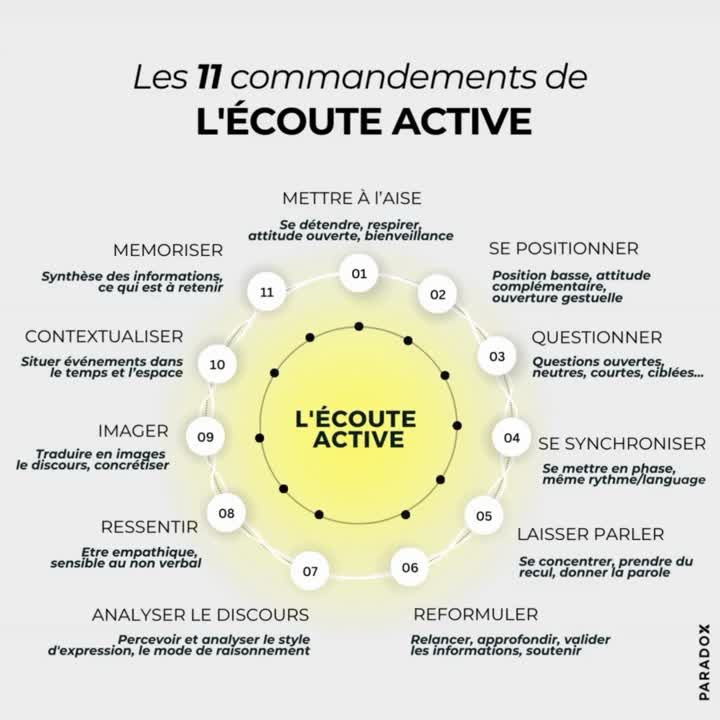 Les 11 commandements de
L'ÉCOUTE ACTIVE
METTRE À l'AISE
Se détendre, respirer,
attitude ouverte, bienveillance
01
SE POSITIONNER
Position basse, attitude
complémentaire,
ouverture gestuelle
02
QUESTIONNER
Questions ouvertes,
neutres, courtes, ciblées...
03
SE SYNCHRONISER
Se mettre en phase,
même rythme/language
04
LAISSER PARLER
Se concentrer, prendre du
recul, donner la parole
05
REFORMULER
Relancer, approfondir, valider
les informations, soutenir
06
ANALYSER LE DISCOURS
Percevoir et analyser le style
d'expression, le mode de raisonnement
07
RESSENTIR
Etre empathique,
sensible au non verbal
08
IMAGER
Traduire en images
le discours, concrétiser
09
CONTEXTUALISER
Situer événements dans
le temps et l'espace
10
MEMORISER
Synthèse des informations,
ce qui est à retenir
11
L'ÉCOUTE
ACTIVE
PARADOX